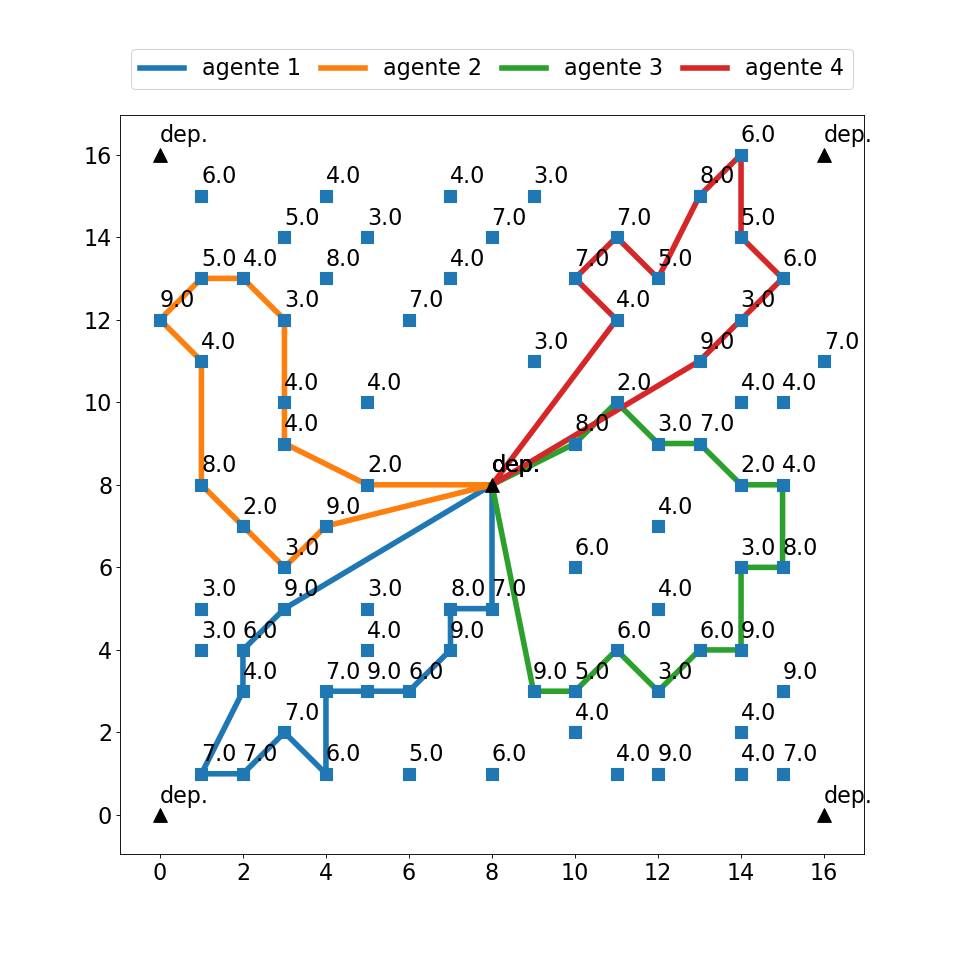 agente 1 agente 2 agente 3 agente 4
dep. 6.0 dep.
16
6.0 4.0 4.0 3.0 8.0
5.0 3.0 7.0 7.0 5.0
14
5.0 4.0 8.0 4.0 7.0 5.0 6.0
9.0 3.0 7.0 4.0 3.0
12
4.0 3.0 9.0 7.0
4.0 4.0 2.0 4.0 4.0
10
4.0 8.0 3.0 7.0
8.0 2.0 dep. dep. 2.0 4.0
8
2.0 9.0 4.0
3.0 6.0 3.0 8.0
6
3.0 9.0 3.0 8.0 7.0 4.0
3.0 6.0 4.0 9.0 6.0 6.0 9.0
4
4.0 7.0 9.0 6.0 9.0 5.0 3.0 9.0
7.0 4.0 4.0
2
7.0 7.0 6.0 5.0 6.0 4.0 9.0 4.0 7.0
dep. dep.
0
0 2 4 6 8 10 12 14 16